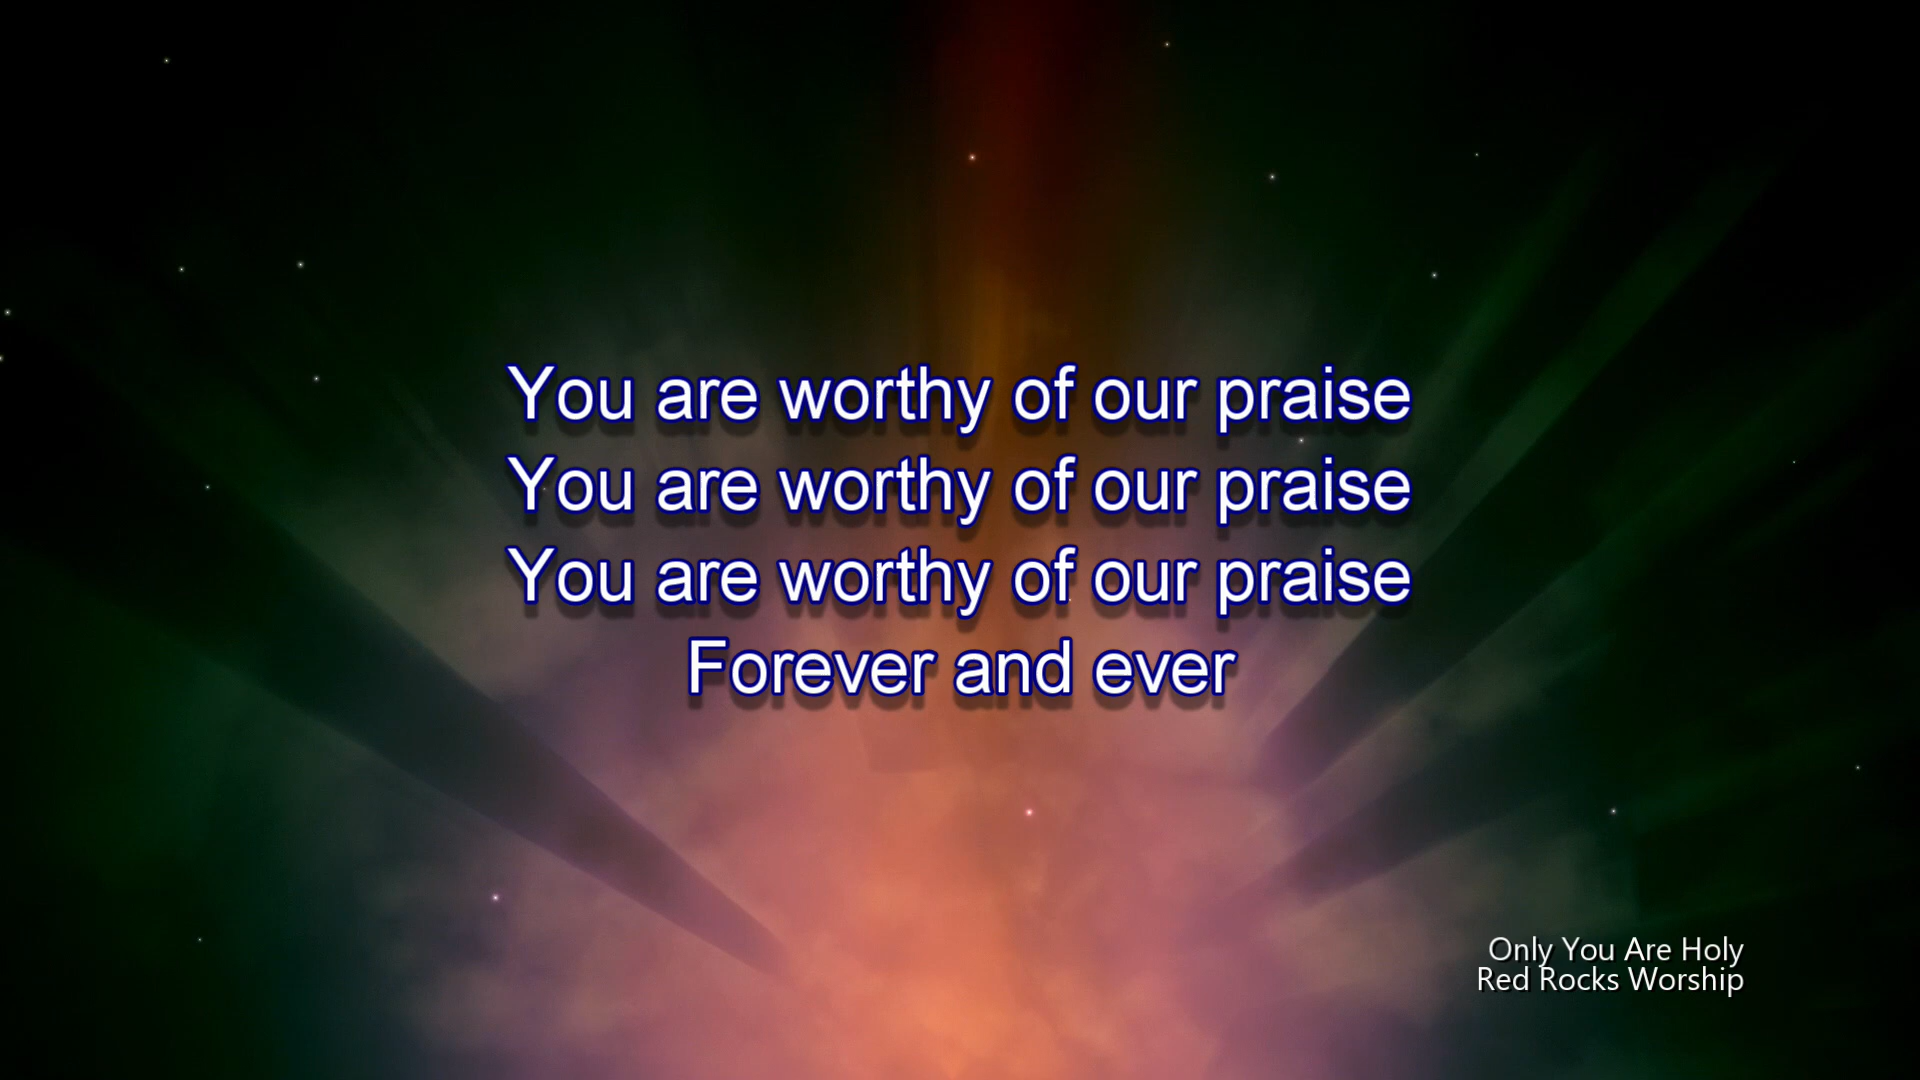 You are worthy of our praise
You are worthy of our praise
You are worthy of our praise
Forever and ever
Only You Are Holy
Red Rocks Worship